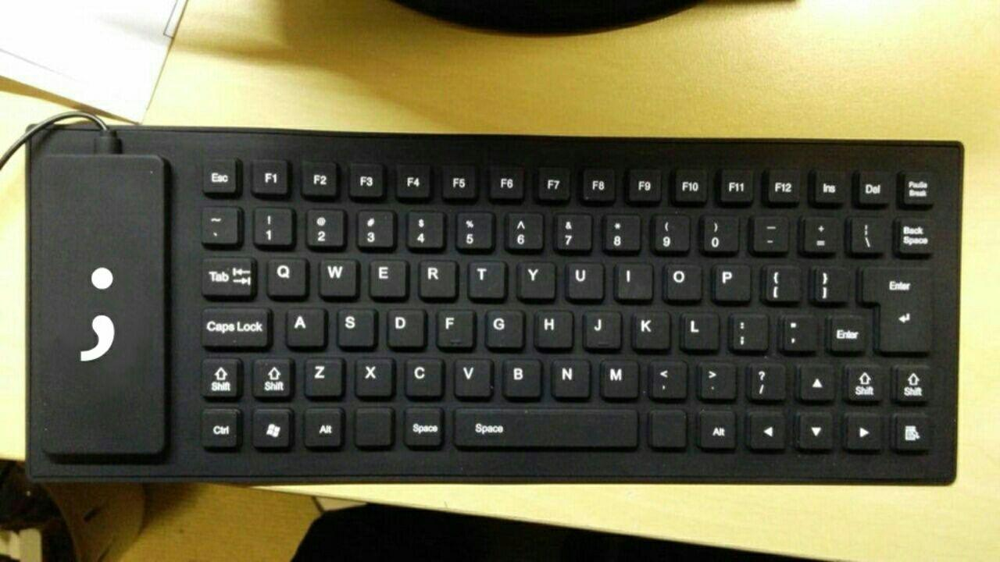 Esc F1 F2 F3 F4 F5 F6 F7 F8 F9 F10 F11 F12 Ins Del Pause Break
~ ! @ # $ % ^ & * ( ) — + ¦
` 1 2 3 4 5 6 7 8 9 0 - = \ Back Space
Tab Q W E R T Y U I O P { [ } ] Enter
;
Caps Lock A S D F G H J K L : ; " ' Enter
Shift Shift Z X C V B N M < , > . ? / Shift Shift
Ctrl Alt Space Space Alt